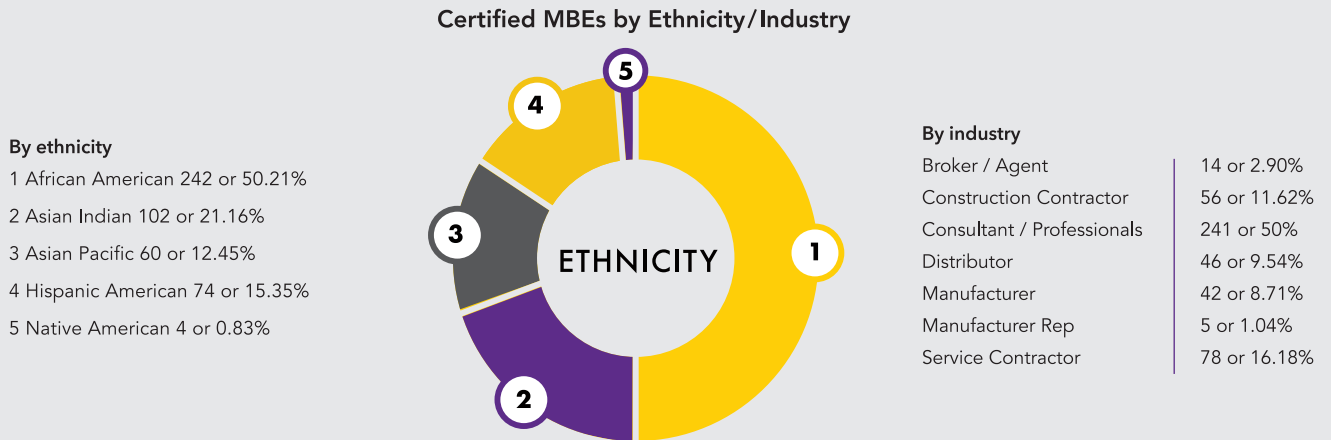 Certified MBEs by Ethnicity/Industry
By ethnicity
1 African American 242 or 50.21%
2 Asian Indian 102 or 21.16%
3 Asian Pacific 60 or 12.45%
4 Hispanic American 74 or 15.35%
5 Native American 4 or 0.83%
5
4
3
ETHNICITY
1
2
By industry
Broker / Agent 14 or 2.90%
Construction Contractor 56 or 11.62%
Consultant / Professionals 241 or 50%
Distributor 46 or 9.54%
Manufacturer 42 or 8.71%
Manufacturer Rep 5 or 1.04%
Service Contractor 78 or 16.18%